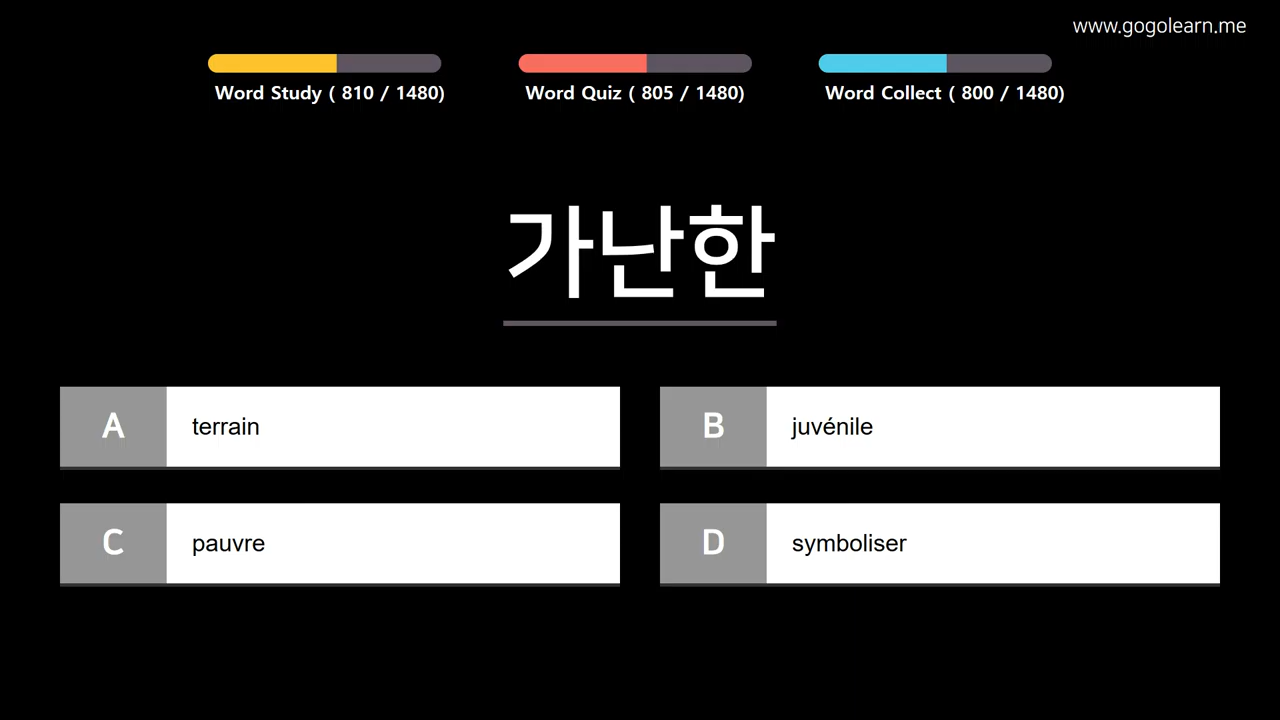 www.gogolearn.me
Word Study ( 810 / 1480)
Word Quiz ( 805 / 1480)
Word Collect ( 800 / 1480)
가난한
A terrain
B juvénile
C pauvre
D symboliser